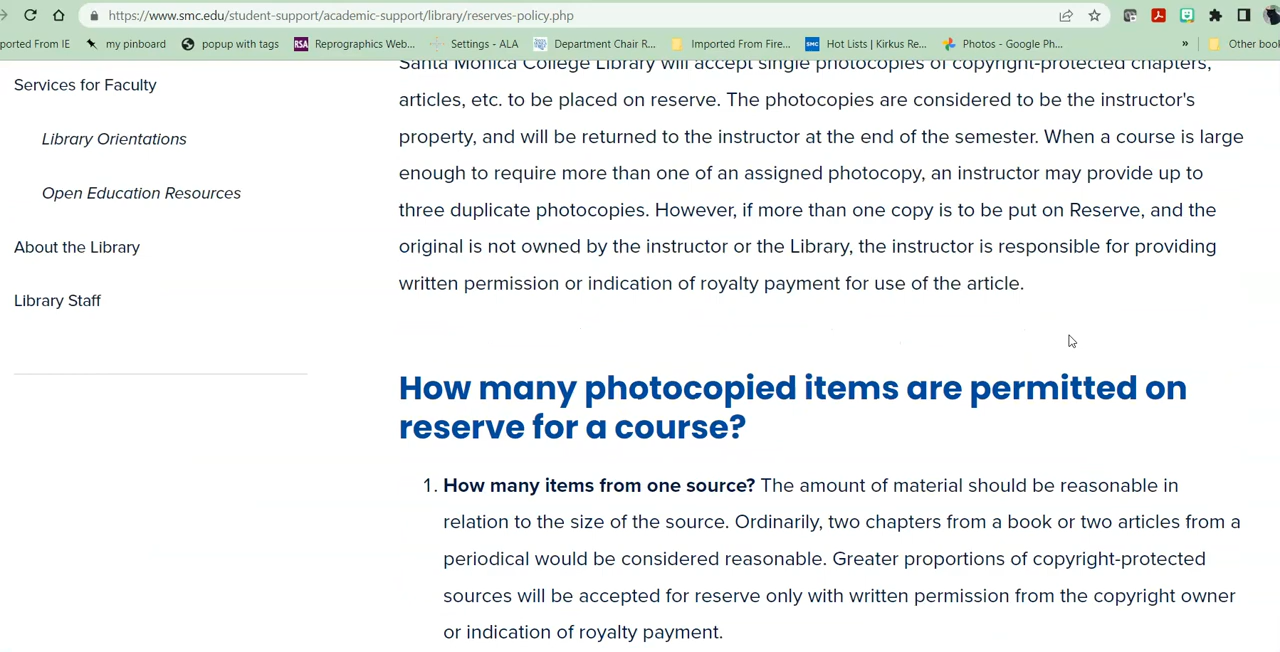 https://www.smc.edu/student-support/academic-support/library/reserves-policy.php
ported From IE
my pinboard
popup with tags
RSA
Reprographics Web...
Settings - ALA
Department Chair R...
Imported From Fire...
SMC
Hot Lists | Kirkus Re...
Photos - Google Ph...
»
Other book
Services for Faculty
Library Orientations
Open Education Resources
About the Library
Library Staff
Santa Monica College Library will accept single photocopies of copyright-protected chapters,
articles, etc. to be placed on reserve. The photocopies are considered to be the instructor's
property, and will be returned to the instructor at the end of the semester. When a course is large
enough to require more than one of an assigned photocopy, an instructor may provide up to
three duplicate photocopies. However, if more than one copy is to be put on Reserve, and the
original is not owned by the instructor or the Library, the instructor is responsible for providing
written permission or indication of royalty payment for use of the article.
How many photocopied items are permitted on
reserve for a course?
1. How many items from one source? The amount of material should be reasonable in
relation to the size of the source. Ordinarily, two chapters from a book or two articles from a
periodical would be considered reasonable. Greater proportions of copyright-protected
sources will be accepted for reserve only with written permission from the copyright owner
or indication of royalty payment.